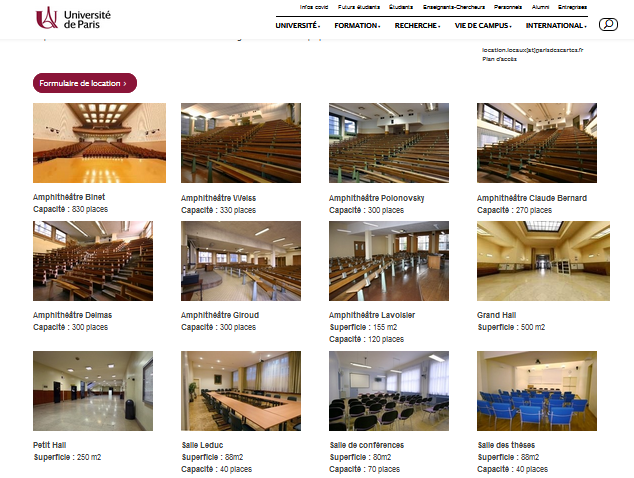 Université
de Paris
Infos covid Futurs étudiants Étudiants Enseignants-Chercheurs Personnels Alumni Entreprises
UNIVERSITÉ FORMATION RECHERCHE VIE DE CAMPUS INTERNATIONAL
location.locaux[at]parisdescartes.fr
Plan d'accès
Formulaire de location >
Amphithéâtre Binet
Capacité : 830 places
Amphithéâtre Weiss
Capacité : 330 places
Amphithéâtre Polonovsky
Capacité : 300 places
Amphithéâtre Claude Bernard
Capacité : 270 places
Amphithéâtre Delmas
Capacité : 300 places
Amphithéâtre Giroud
Capacité : 300 places
Amphithéâtre Lavoisier
Superficie : 155 m2
Capacité : 120 places
Grand Hall
Superficie : 500 m2
Petit Hall
Superficie : 250 m2
Salle Leduc
Superficie : 88m2
Capacité : 40 places
Salle de conférences
Superficie : 80m2
Capacité : 70 places
Salle des thèses
Superficie : 88m2
Capacité : 40 places